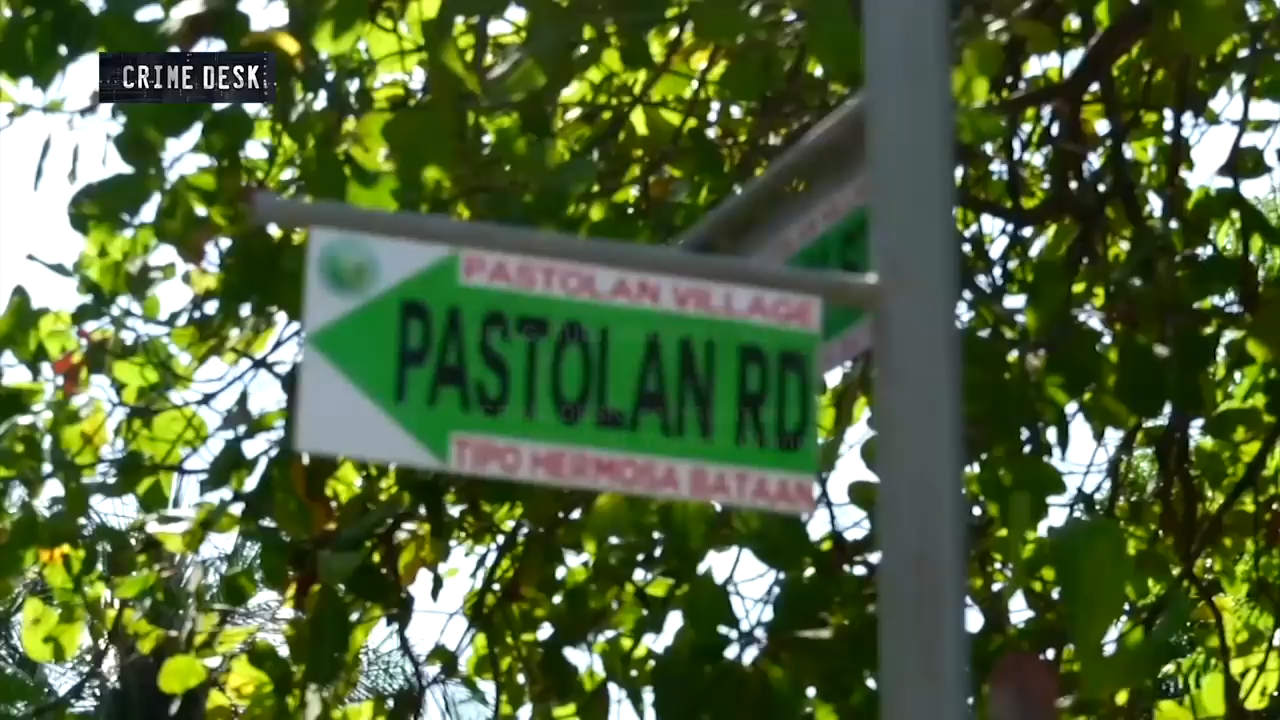 CRIME DESK
PASTOLAN VILLAGE
PASTOLAN RD
TIPO HERMOSA BATAAN